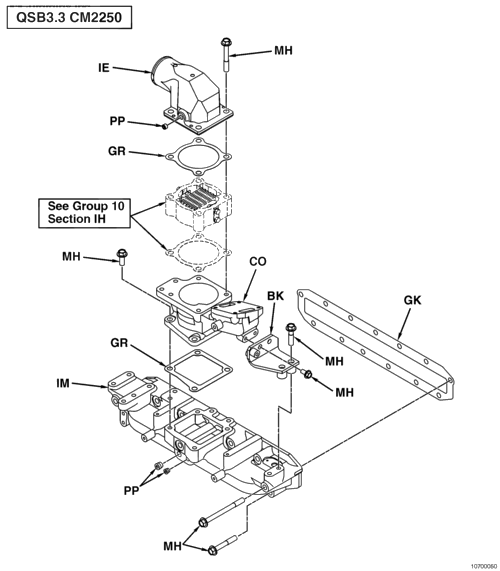 QSB3.3 CM2250
MH
IE
PP
GR
See Group 10
Section IH
MH
CO
BK
GK
GR
MH
MH
IM
PP
MH
10700080